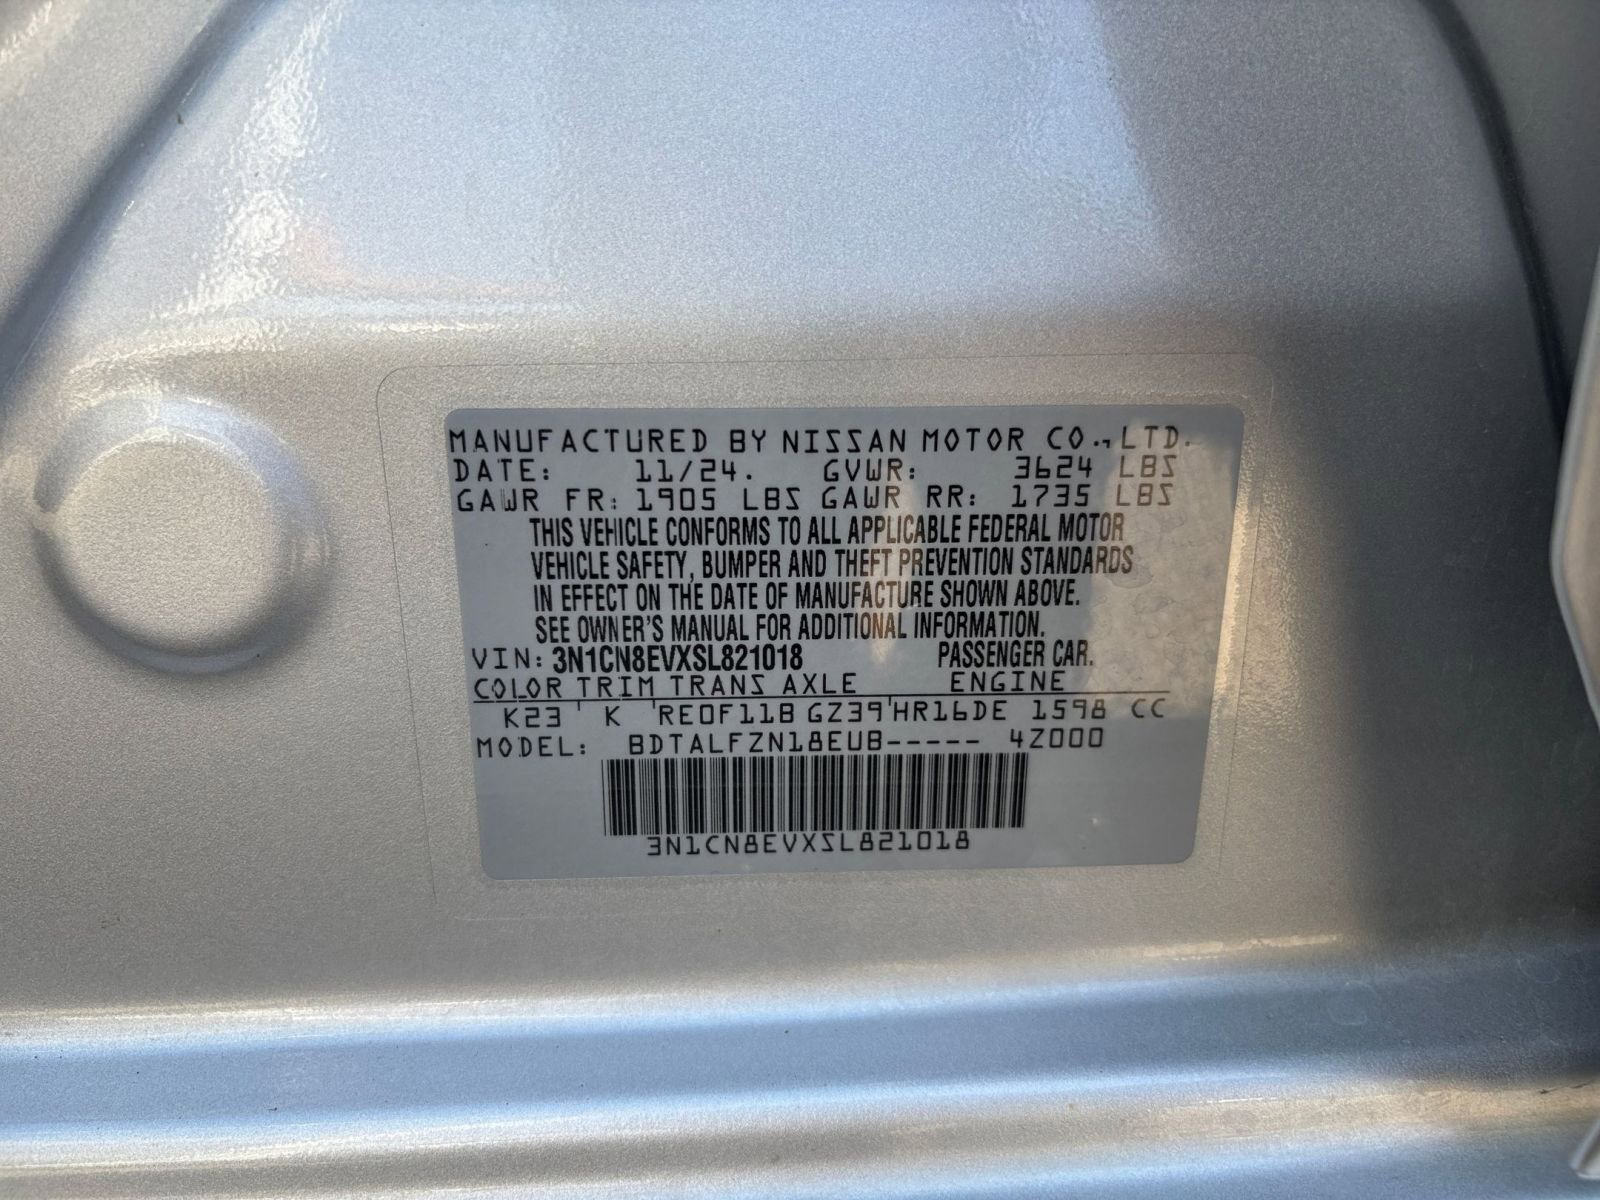 MANUFACTURED BY NISSAN MOTOR CO., LTD.
DATE: 11/24. GVWR: 3624 LBS
GAWR FR: 1905 LBS GAWR RR: 1735 LBS
THIS VEHICLE CONFORMS TO ALL APPLICABLE FEDERAL MOTOR
VEHICLE SAFETY, BUMPER AND THEFT PREVENTION STANDARDS
IN EFFECT ON THE DATE OF MANUFACTURE SHOWN ABOVE.
SEE OWNER'S MANUAL FOR ADDITIONAL INFORMATION.
VIN: 3N1CN8EVXSL821018 PASSENGER CAR.
COLOR TRIM TRANS AXLE ENGINE
K23 ' K 'RE0F11B GZ39'HR16DE 1598 CC
MODEL: BDTALFZN18EUB----- 4Z000
3N1CN8EVXSL821018